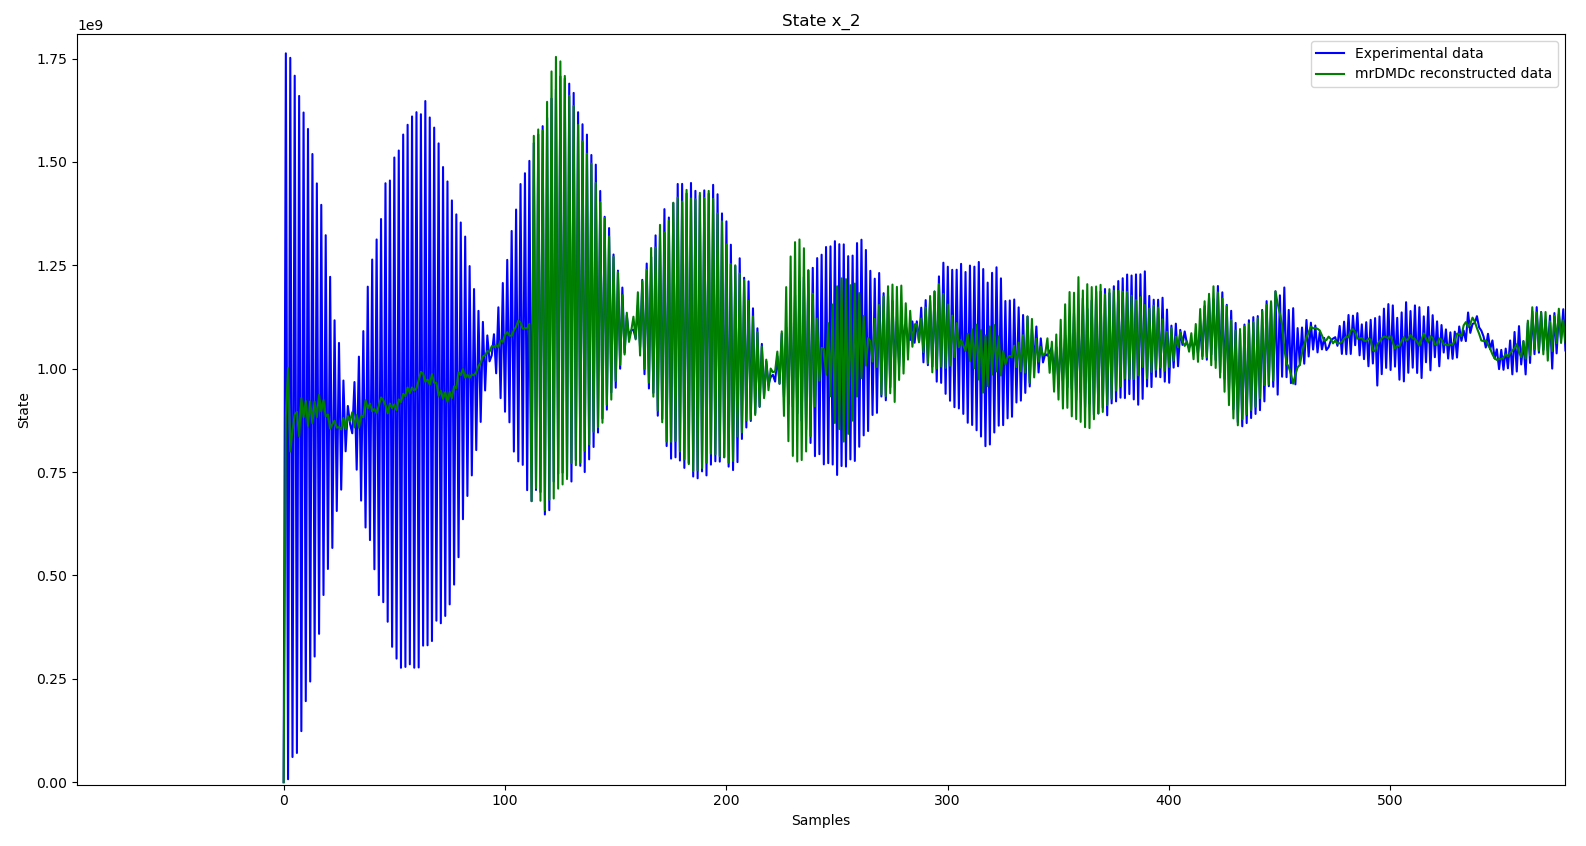 State x_2
1e9
Experimental data
mrDMDc reconstructed data
1.75
1.50
1.25
1.00
0.75
0.50
0.25
0.00
State
0 100 200 300 400 500
Samples